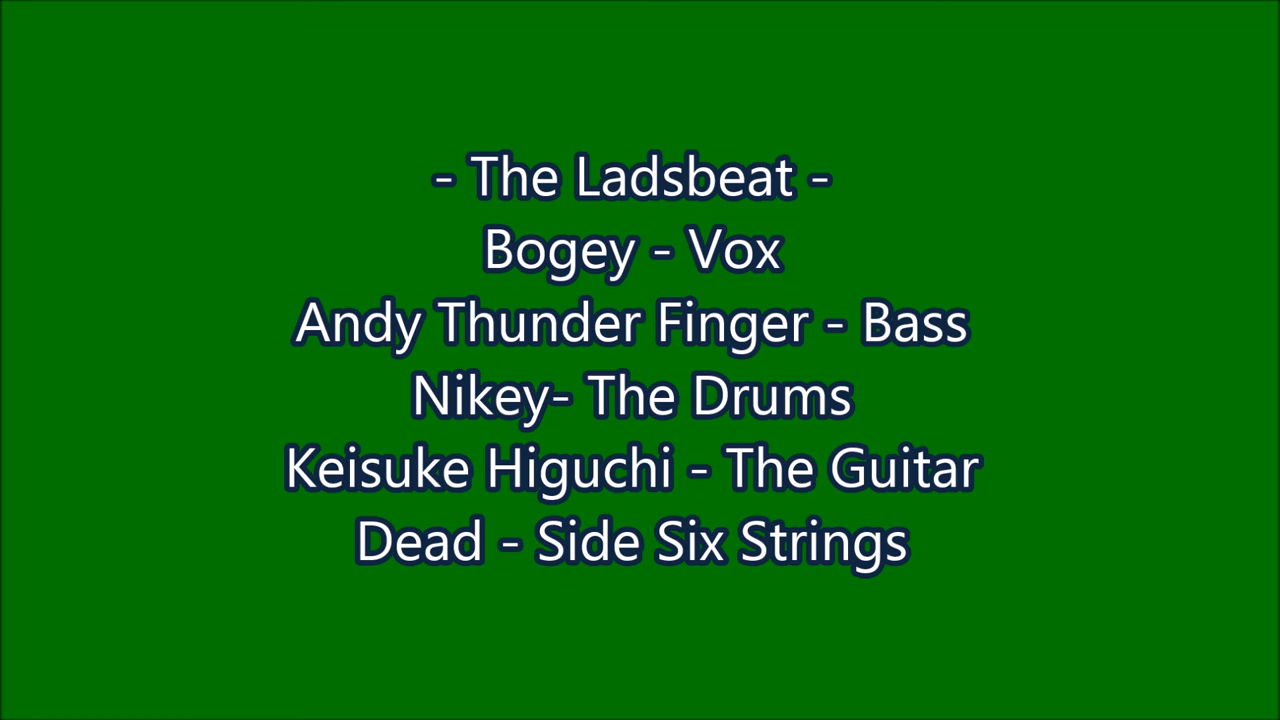 - The Ladsbeat -
Bogey - Vox
Andy Thunder Finger - Bass
Nikey- The Drums
Keisuke Higuchi - The Guitar
Dead - Side Six Strings